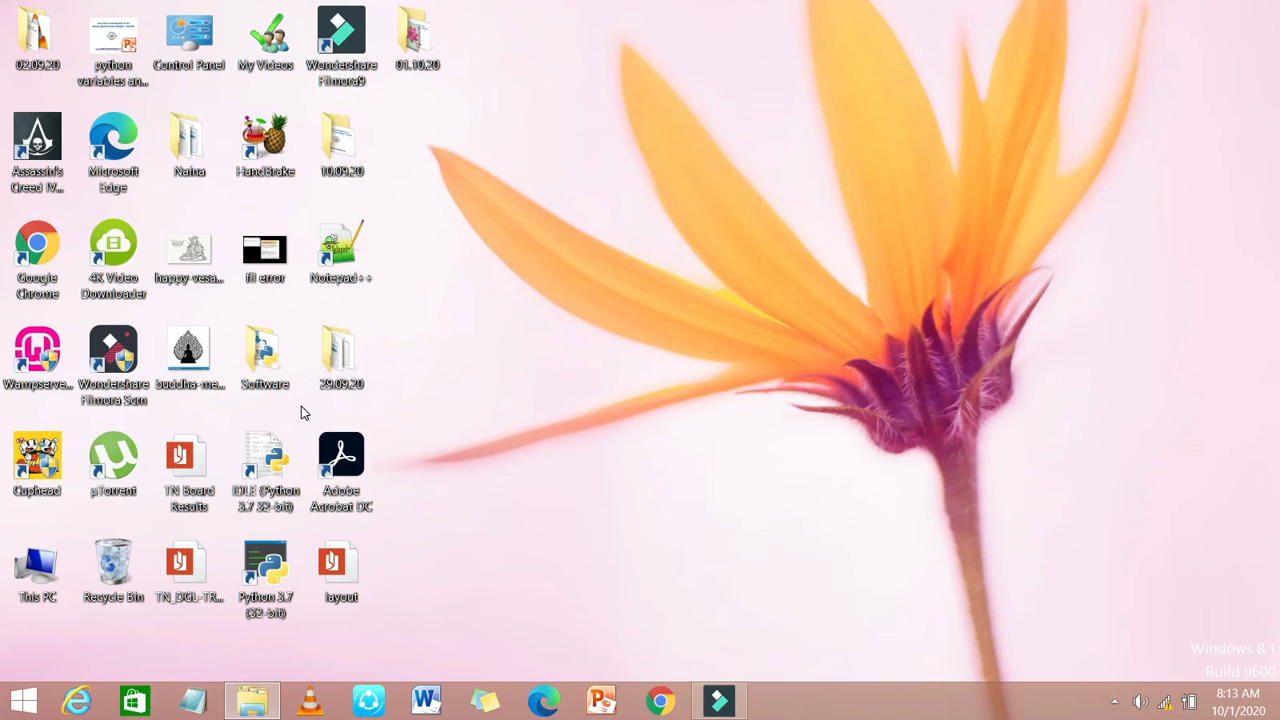 02.09.20
python
variables an...
Control Panel
My Videos
Wondershare
Filmora9
01.10.20
Assassin's
Creed IV...
Microsoft
Edge
Naina
HandBrake
10.09.20
Google
Chrome
4K Video
Downloader
happy-vesa...
fil error
Notepad++
Wampserve...
Wondershare
Filmora Scrn
buddha-me...
Software
29.09.20
Cuphead
µTorrent
TN Board
Results
IDLE (Python
3.7 32-bit)
Adobe
Acrobat DC
This PC
Recycle Bin
TN_DGL-TR...
Python 3.7
(32-bit)
layout
Windows 8.1
Build 9600
8:13 AM
10/1/2020